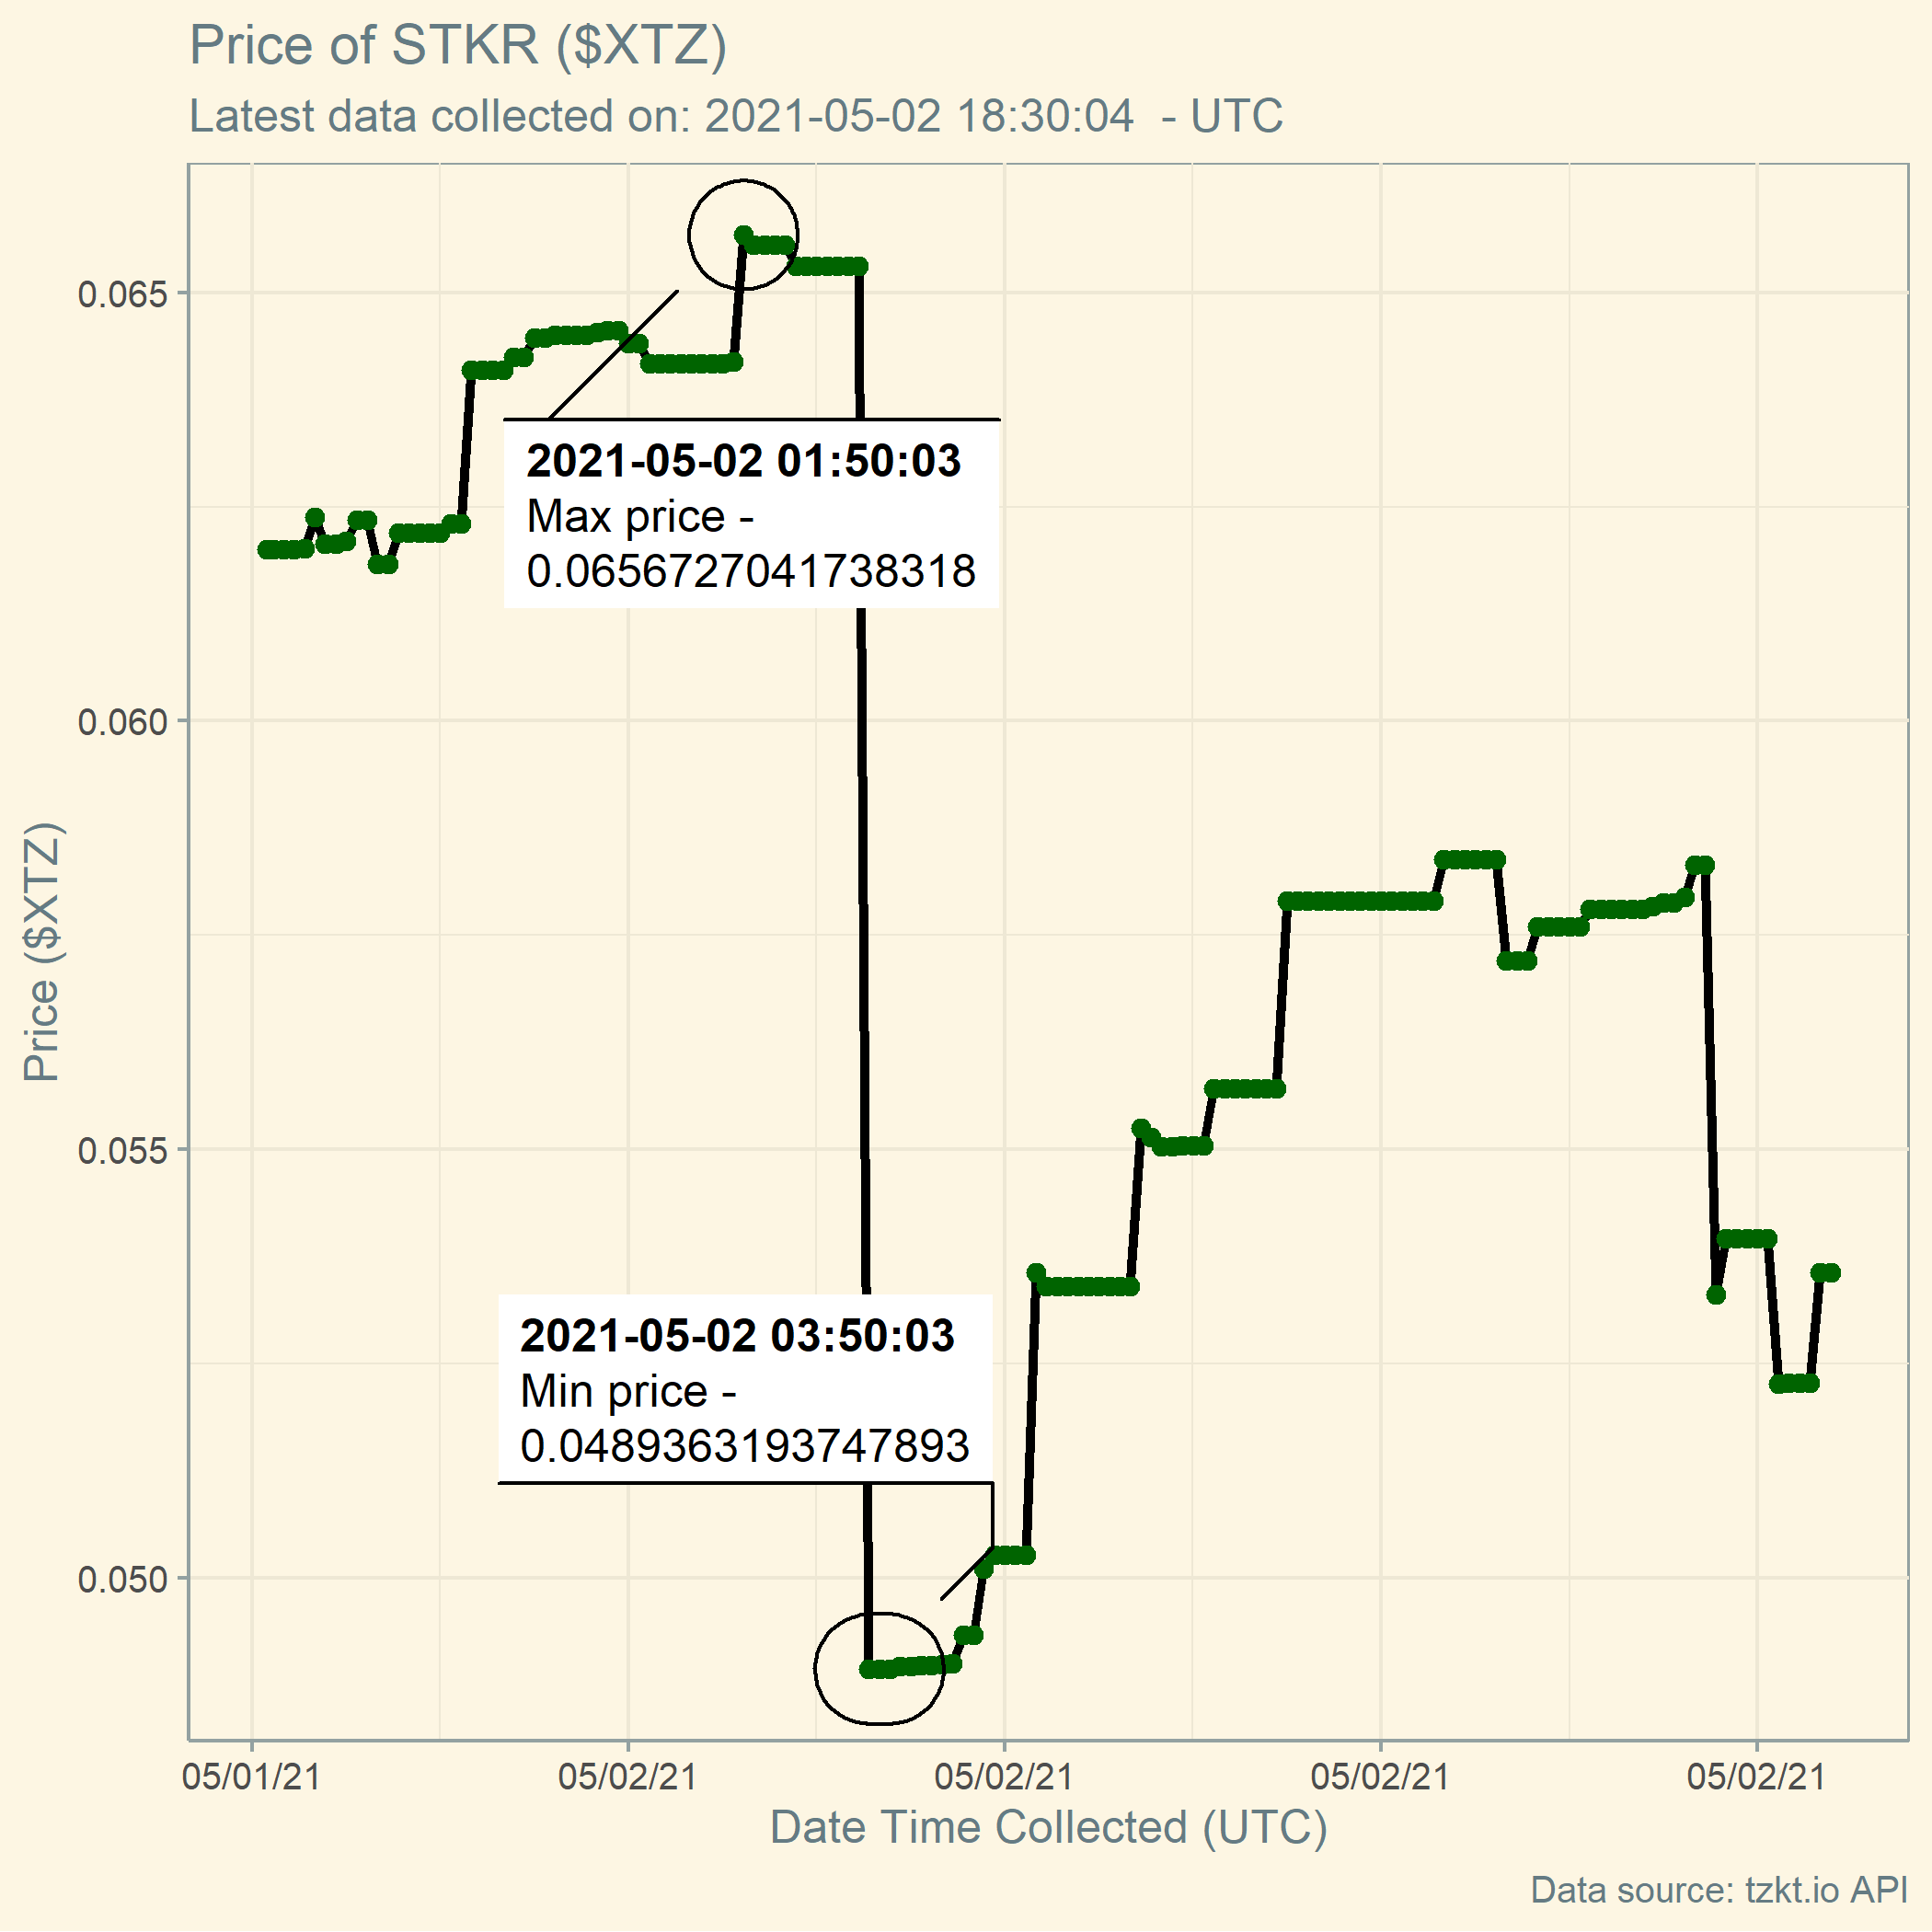 Price of STKR ($XTZ)
Latest data collected on: 2021-05-02 18:30:04  - UTC
0.065
2021-05-02 01:50:03
Max price -
0.0656727041738318
0.060
Price ($XTZ)
0.055
2021-05-02 03:50:03
Min price -
0.0489363193747893
0.050
05/01/21 05/02/21 05/02/21 05/02/21 05/02/21
Date Time Collected (UTC)
Data source: tzkt.io API